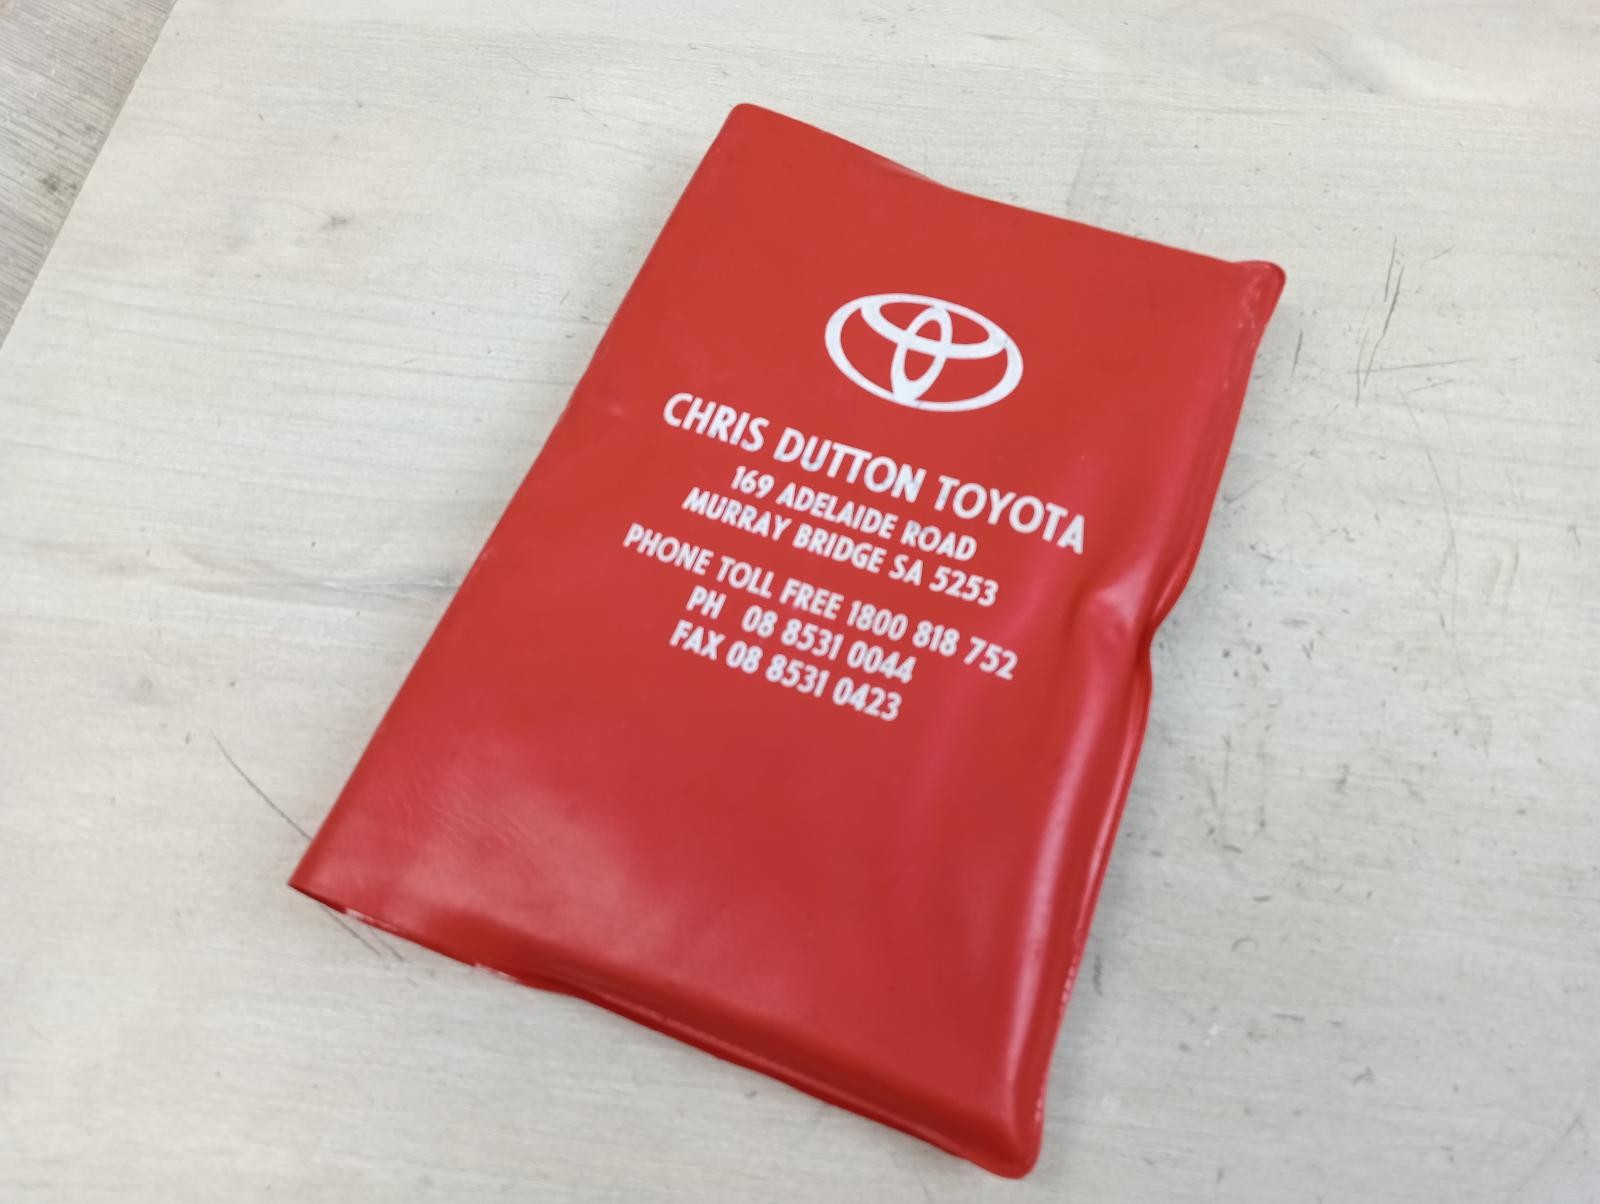 CHRIS DUTTON TOYOTA
169 ADELAIDE ROAD
MURRAY BRIDGE SA 5253
PHONE TOLL FREE 1800 818 752
PH 08 8531 0044
FAX 08 8531 0423